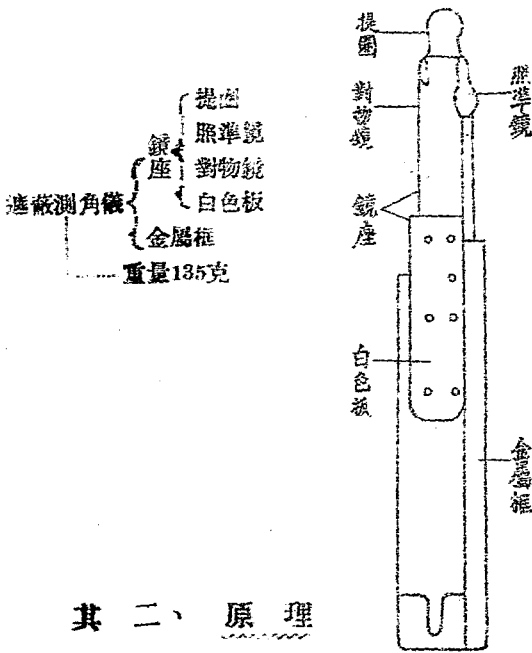 提圈
照準鏡
對物鏡
鏡座
白色板
遮蔽測角儀
金屬框
重量135克
提圈
照準鏡
對物鏡
鏡座
白色板
金屬框
其二、原理